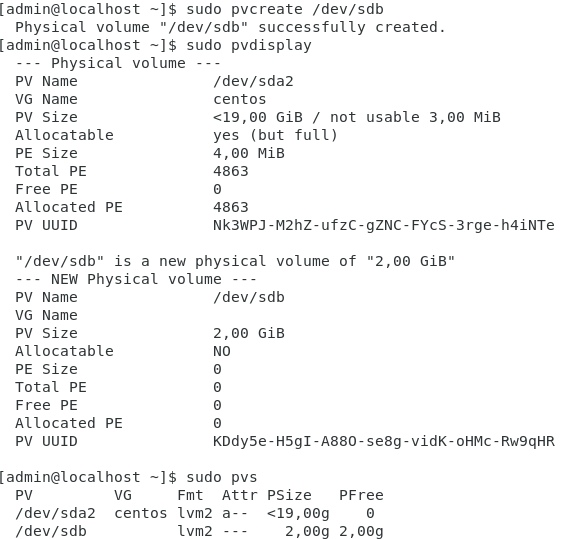 [admin@localhost ~]$ sudo pvcreate /dev/sdb
  Physical volume "/dev/sdb" successfully created.
[admin@localhost ~]$ sudo pvdisplay
  --- Physical volume ---
  PV Name               /dev/sda2
  VG Name               centos
  PV Size               <19,00 GiB / not usable 3,00 MiB
  Allocatable           yes (but full)
  PE Size               4,00 MiB
  Total PE              4863
  Free PE               0
  Allocated PE          4863
  PV UUID               Nk3WPJ-M2hZ-ufzC-gZNC-FYcS-3rge-h4iNTe

  "/dev/sdb" is a new physical volume of "2,00 GiB"
  --- NEW Physical volume ---
  PV Name               /dev/sdb
  VG Name
  PV Size               2,00 GiB
  Allocatable           NO
  PE Size               0
  Total PE              0
  Free PE               0
  Allocated PE          0
  PV UUID               KDdy5e-H5gI-A88O-se8g-vidK-oHMc-Rw9qHR

[admin@localhost ~]$ sudo pvs
  PV         VG     Fmt  Attr PSize   PFree
  /dev/sda2  centos lvm2 a--  <19,00g    0
  /dev/sdb          lvm2 ---    2,00g 2,00g